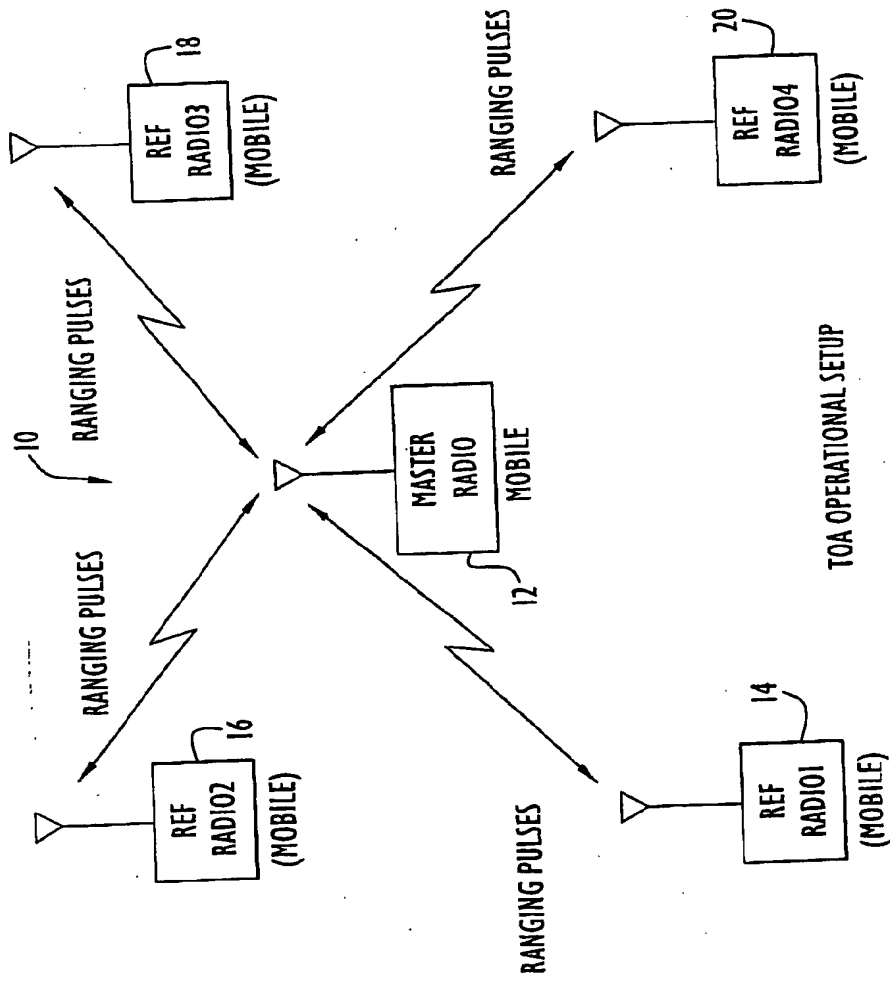 10
RANGING PULSES
RANGING PULSES
REF
RADIO2
16
(MOBILE)
REF
RADIO3
18
(MOBILE)
MASTER
RADIO
MOBILE
12
RANGING PULSES
RANGING PULSES
REF
RADIO1
14
(MOBILE)
REF
RADIO4
20
(MOBILE)
TOA OPERATIONAL SETUP